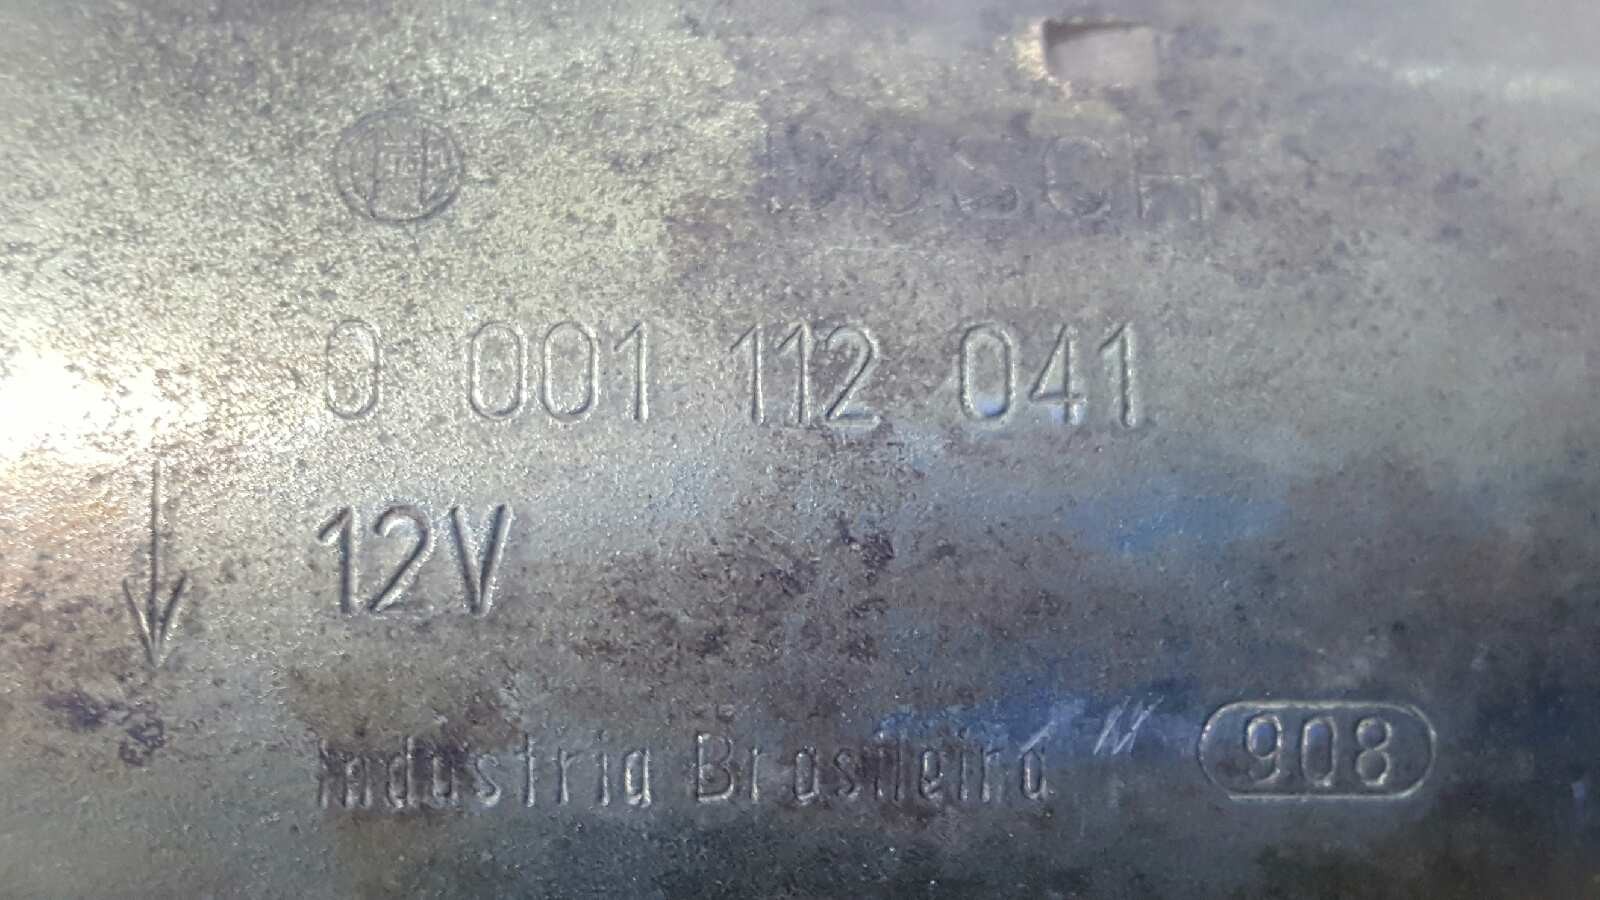 BOSCH
0 001 112 041
12V
Industria Brasileira 908